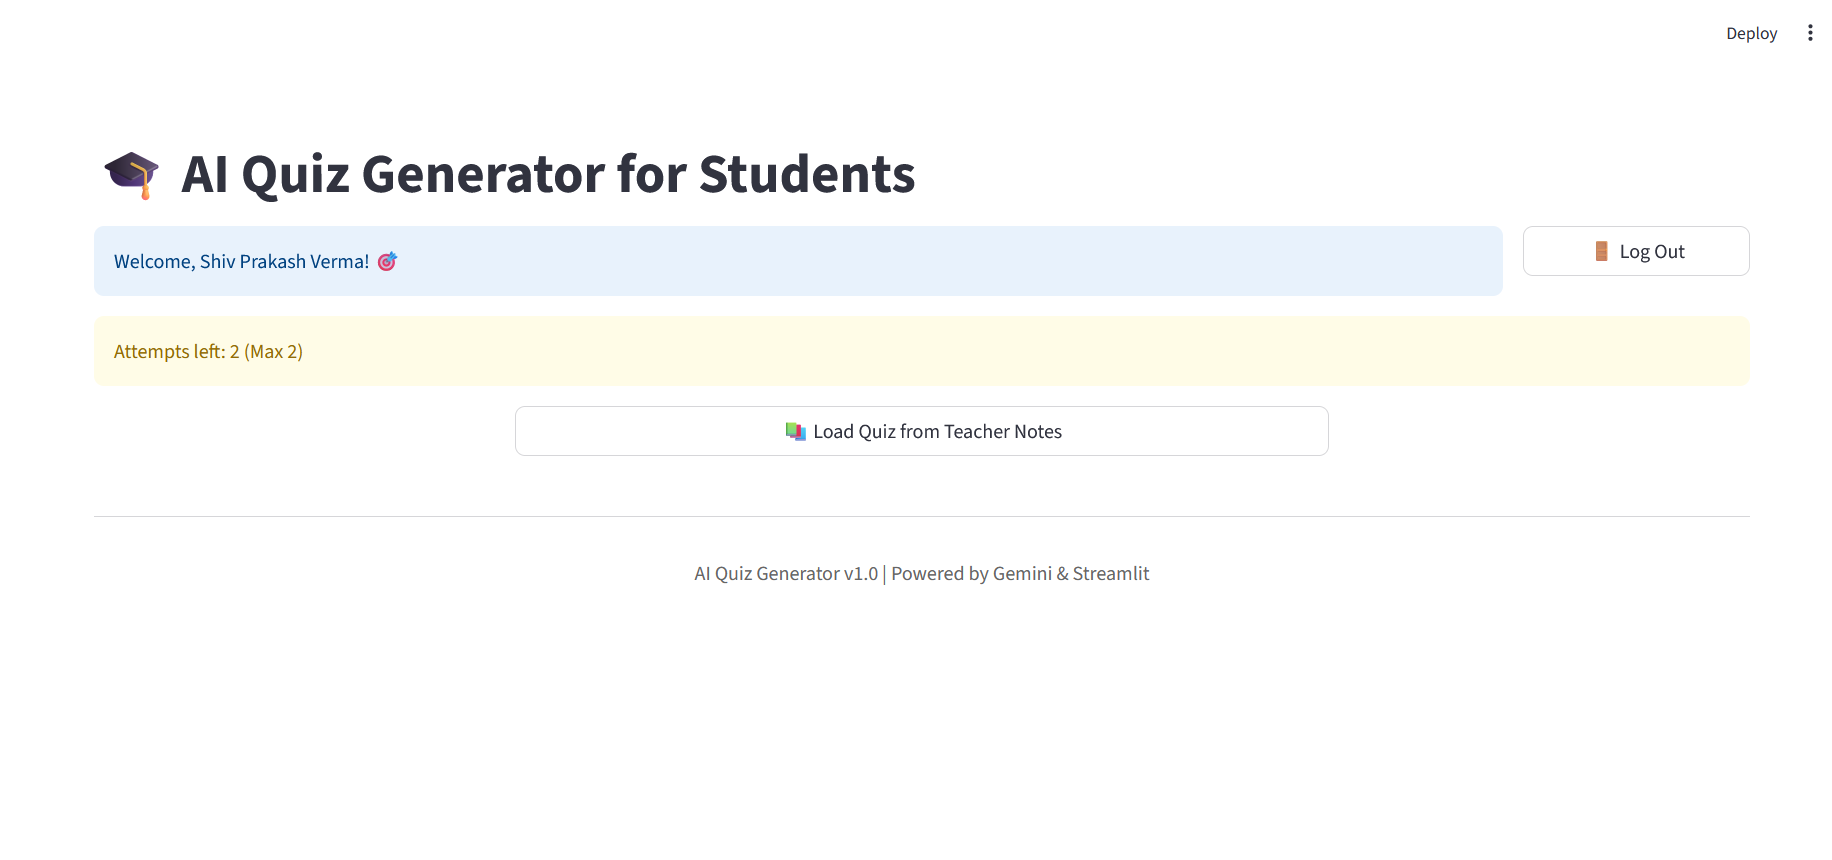 Deploy
AI Quiz Generator for Students
Welcome, Shiv Prakash Verma!
Log Out
Attempts left: 2 (Max 2)
Load Quiz from Teacher Notes
AI Quiz Generator v1.0 | Powered by Gemini & Streamlit